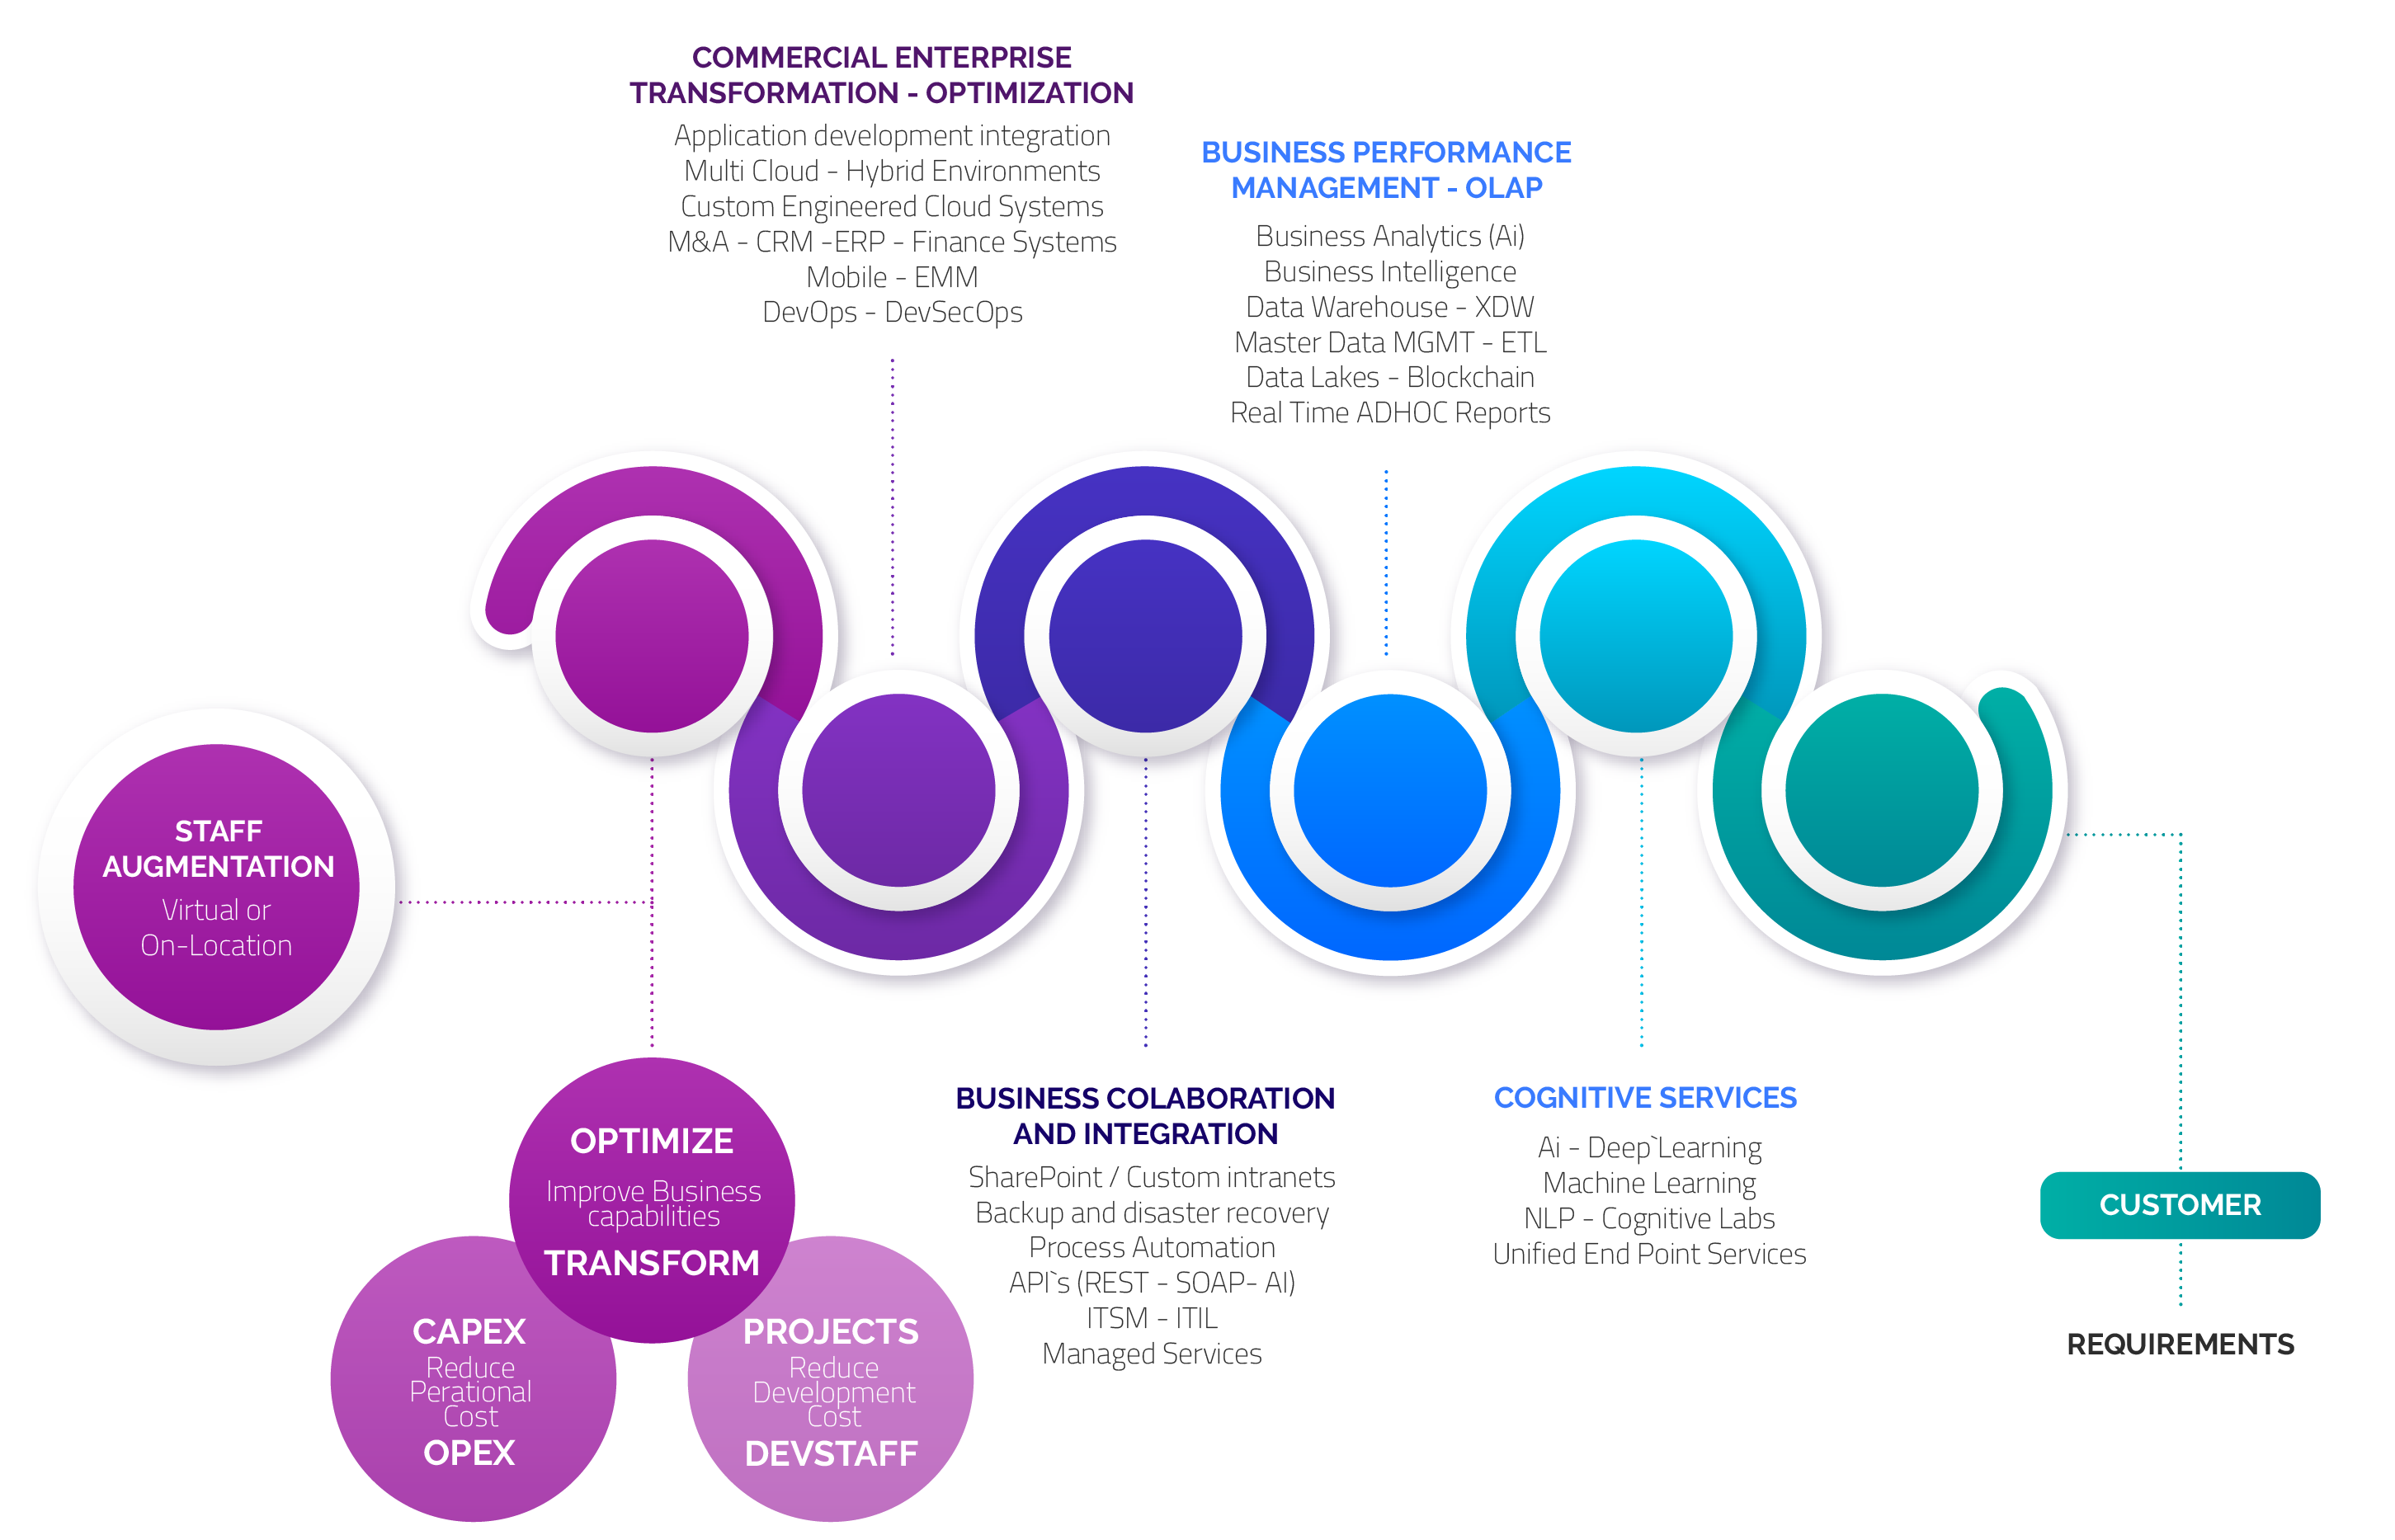 COMMERCIAL ENTERPRISE
TRANSFORMATION - OPTIMIZATION
Application development integration
Multi Cloud - Hybrid Environments
Custom Engineered Cloud Systems
M&A - CRM -ERP - Finance Systems
Mobile - EMM
DevOps - DevSecOps
BUSINESS PERFORMANCE
MANAGEMENT - OLAP
Business Analytics (Ai)
Business Intelligence
Data Warehouse - XDW
Master Data MGMT - ETL
Data Lakes - Blockchain
Real Time ADHOC Reports
STAFF
AUGMENTATION
Virtual or
On-Location
OPTIMIZE
Improve Business
capabilities
TRANSFORM
CAPEX
Reduce
Perational
Cost
OPEX
PROJECTS
Reduce
Development
Cost
DEVSTAFF
BUSINESS COLABORATION
AND INTEGRATION
SharePoint / Custom intranets
Backup and disaster recovery
Process Automation
API`s (REST - SOAP- AI)
ITSM - ITIL
Managed Services
COGNITIVE SERVICES
Ai - Deep`Learning
Machine Learning
NLP - Cognitive Labs
Unified End Point Services
CUSTOMER
REQUIREMENTS